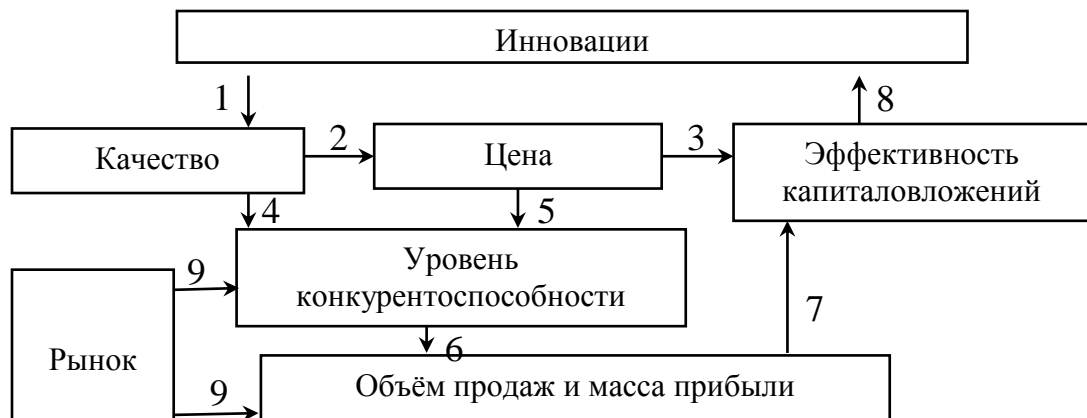 Инновации
1
8
Качество
2
Цена
3
Эффективность
капиталовложений
4
5
Уровень
конкурентоспособности
9
7
6
Рынок
Объём продаж и масса прибыли
9